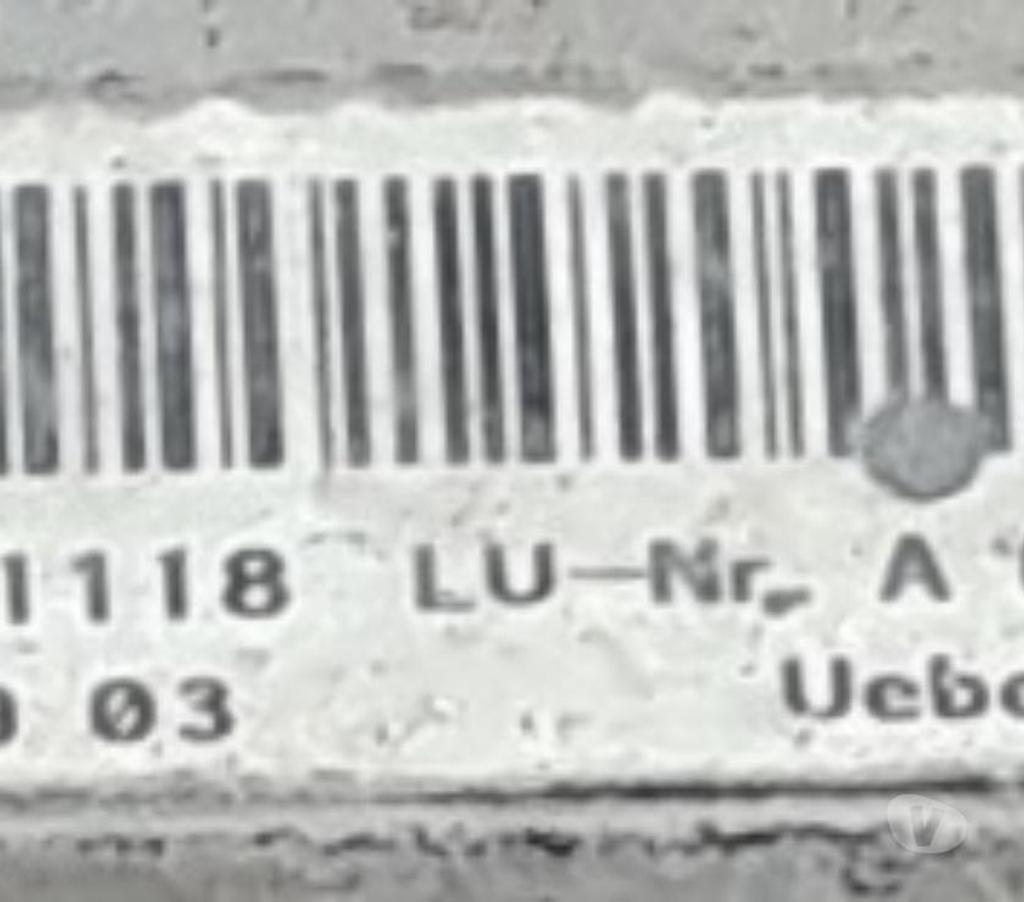 1118 LU-Nr. A
03 Uebe
V